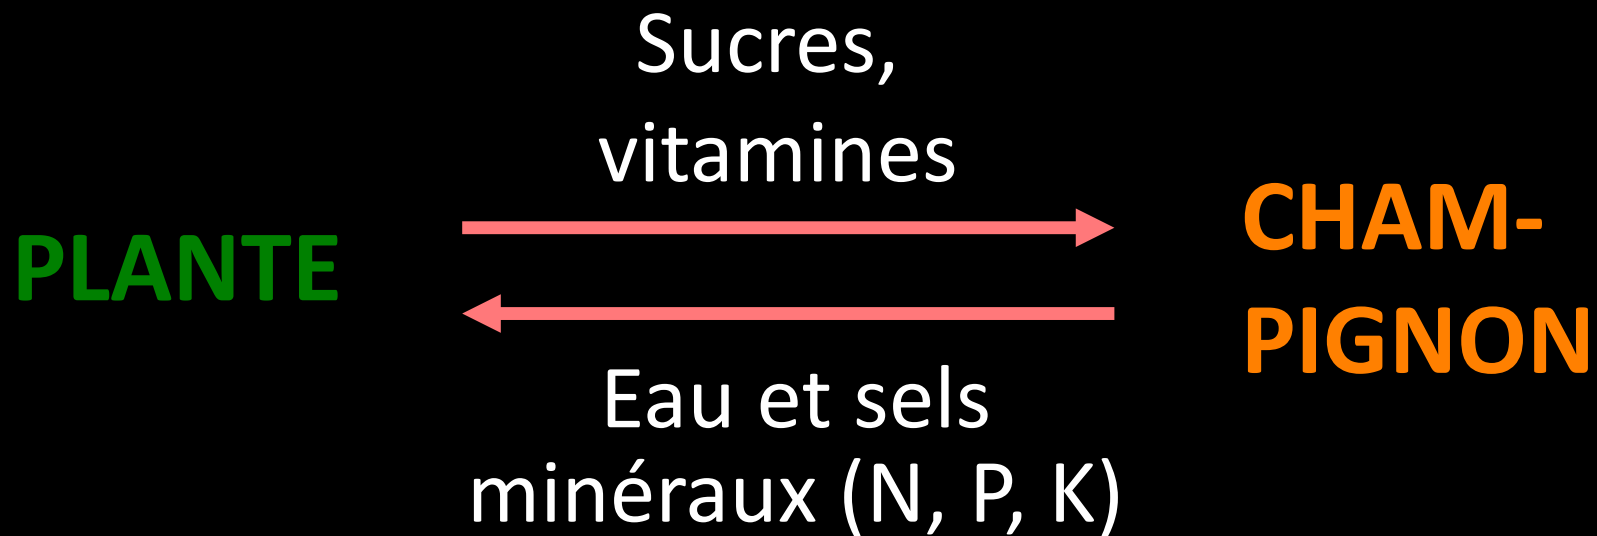 Sucres,
vitamines
PLANTE
CHAM-
PIGNON
Eau et sels
minéraux (N, P, K)